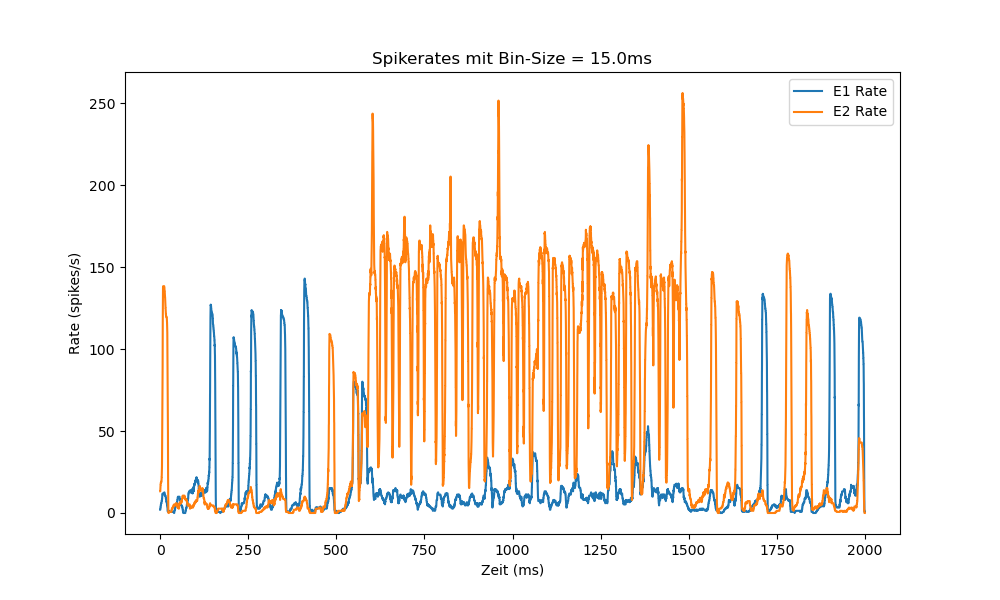 Spikerates mit Bin-Size = 15.0ms
E1 Rate
E2 Rate
250
200
150
100
50
0
Rate (spikes/s)
0 250 500 750 1000 1250 1500 1750 2000
Zeit (ms)